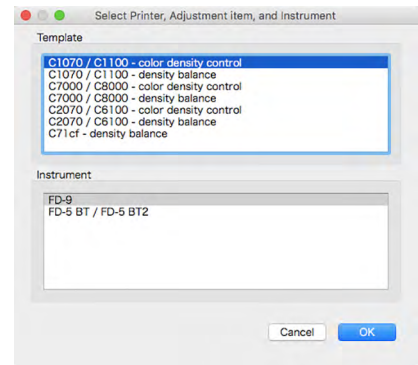 Select Printer, Adjustment item, and Instrument
Template
C1070 / C1100 - color density control
C1070 / C1100 - density balance
C7000 / C8000 - color density control
C7000 / C8000 - density balance
C2070 / C6100 - color density control
C2070 / C6100 - density balance
C71cf - density balance
Instrument
FD-9
FD-5 BT / FD-5 BT2
Cancel
OK